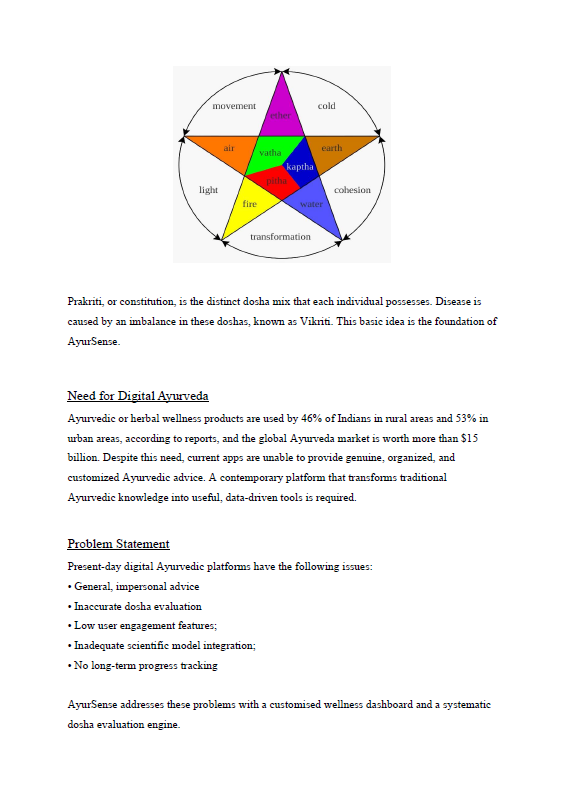 movement
cold
ether
air
vatha
earth
kaptha
pitha
light
cohesion
fire
water
transformation
Prakriti, or constitution, is the distinct dosha mix that each individual possesses. Disease is
caused by an imbalance in these doshas, known as Vikriti. This basic idea is the foundation of
AyurSense.
Need for Digital Ayurveda
Ayurvedic or herbal wellness products are used by 46% of Indians in rural areas and 53% in
urban areas, according to reports, and the global Ayurveda market is worth more than $15
billion. Despite this need, current apps are unable to provide genuine, organized, and
customized Ayurvedic advice. A contemporary platform that transforms traditional
Ayurvedic knowledge into useful, data-driven tools is required.
Problem Statement
Present-day digital Ayurvedic platforms have the following issues:
• General, impersonal advice
• Inaccurate dosha evaluation
• Low user engagement features;
• Inadequate scientific model integration;
• No long-term progress tracking
AyurSense addresses these problems with a customised wellness dashboard and a systematic
dosha evaluation engine.